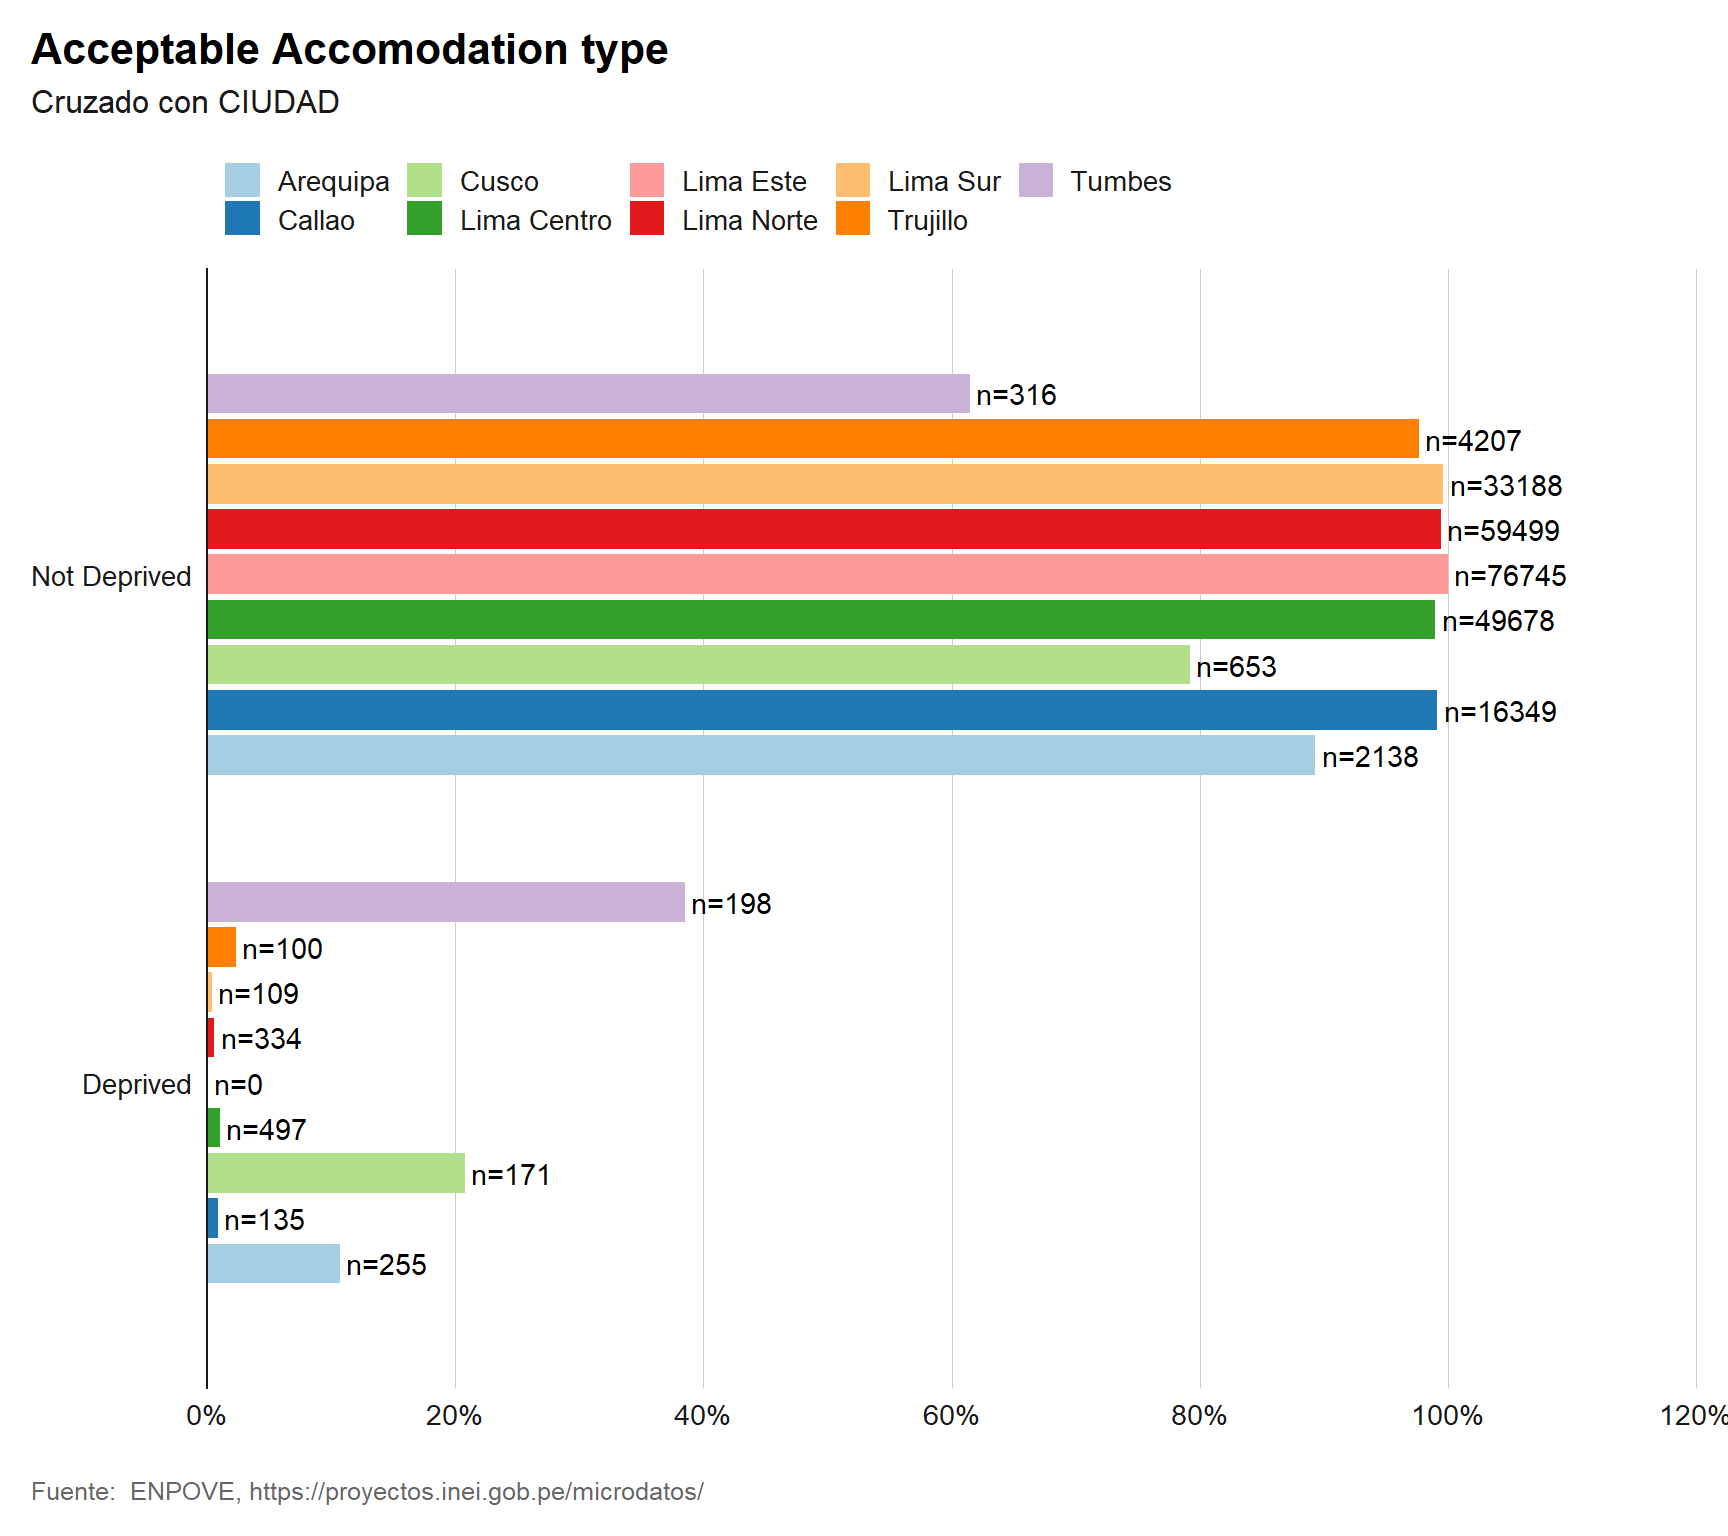 Acceptable Accomodation type
Cruzado con CIUDAD
Arequipa Cusco Lima Este Lima Sur Tumbes
Callao Lima Centro Lima Norte Trujillo
n=316
n=4207
n=33188
n=59499
Not Deprived n=76745
n=49678
n=653
n=16349
n=2138
n=198
n=100
n=109
n=334
Deprived n=0
n=497
n=171
n=135
n=255
0% 20% 40% 60% 80% 100% 120%
Fuente: ENPOVE, https://proyectos.inei.gob.pe/microdatos/